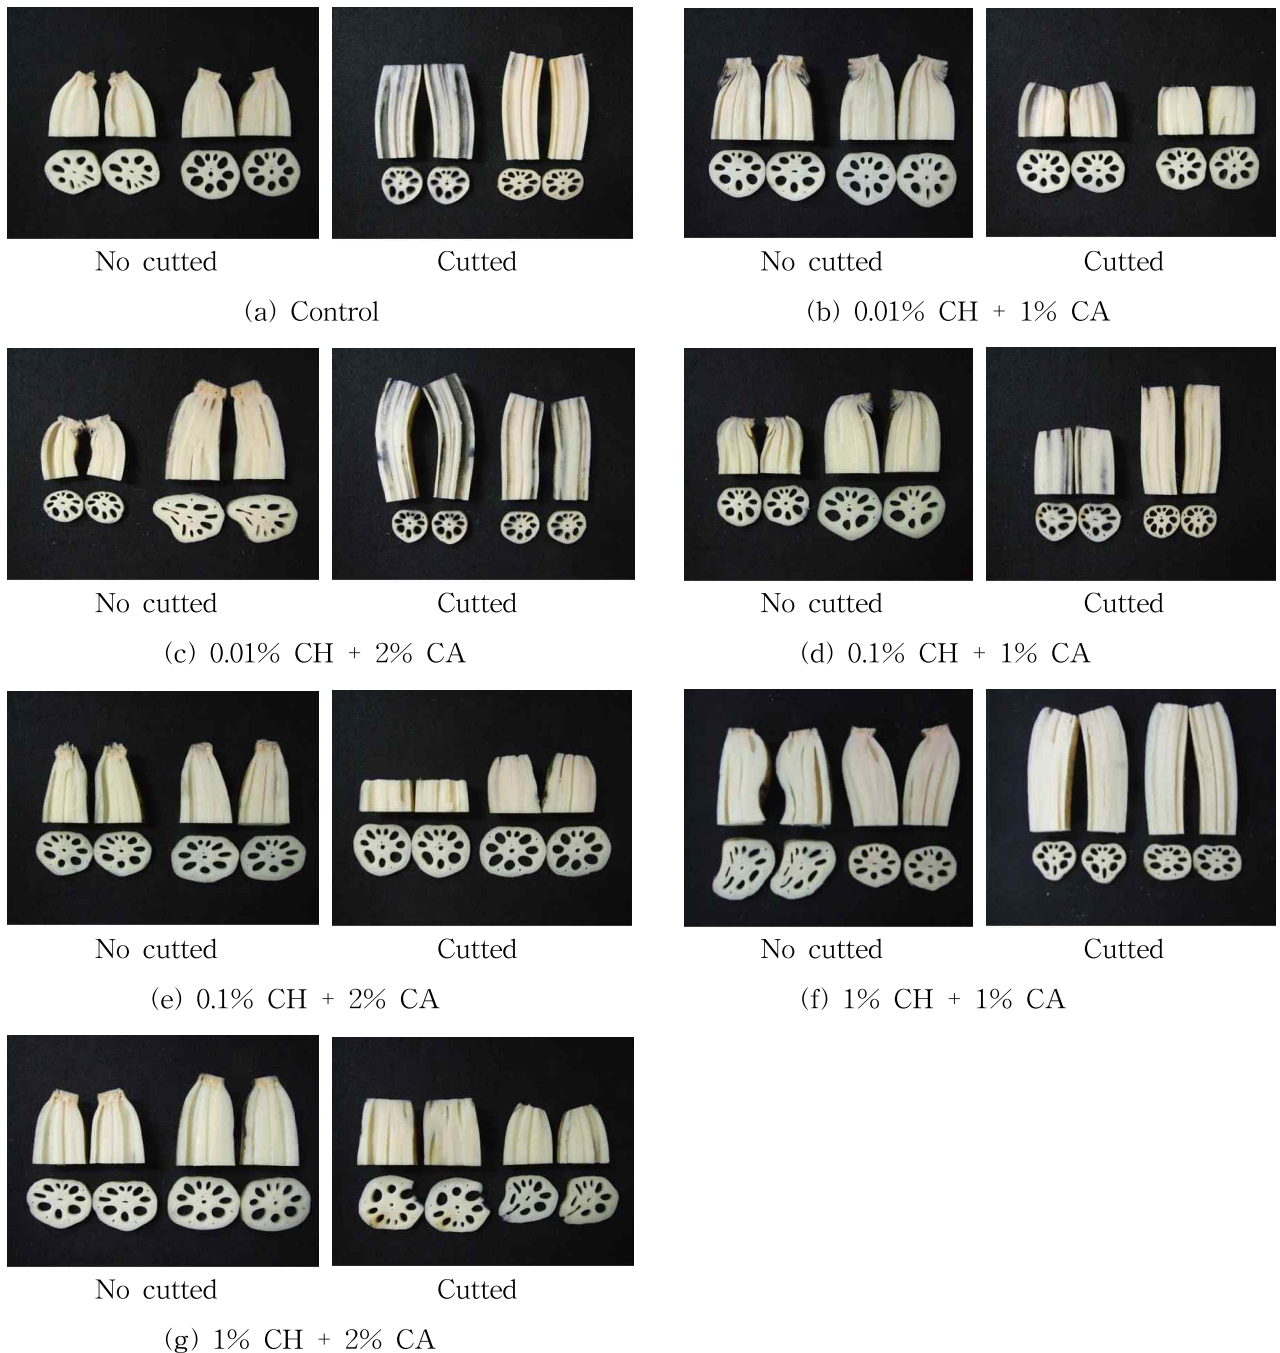 No cutted
Cutted
(a) Control
No cutted
Cutted
(b) 0.01% CH + 1% CA
No cutted
Cutted
(c) 0.01% CH + 2% CA
No cutted
Cutted
(d) 0.1% CH + 1% CA
No cutted
Cutted
(e) 0.1% CH + 2% CA
No cutted
Cutted
(f) 1% CH + 1% CA
No cutted
Cutted
(g) 1% CH + 2% CA